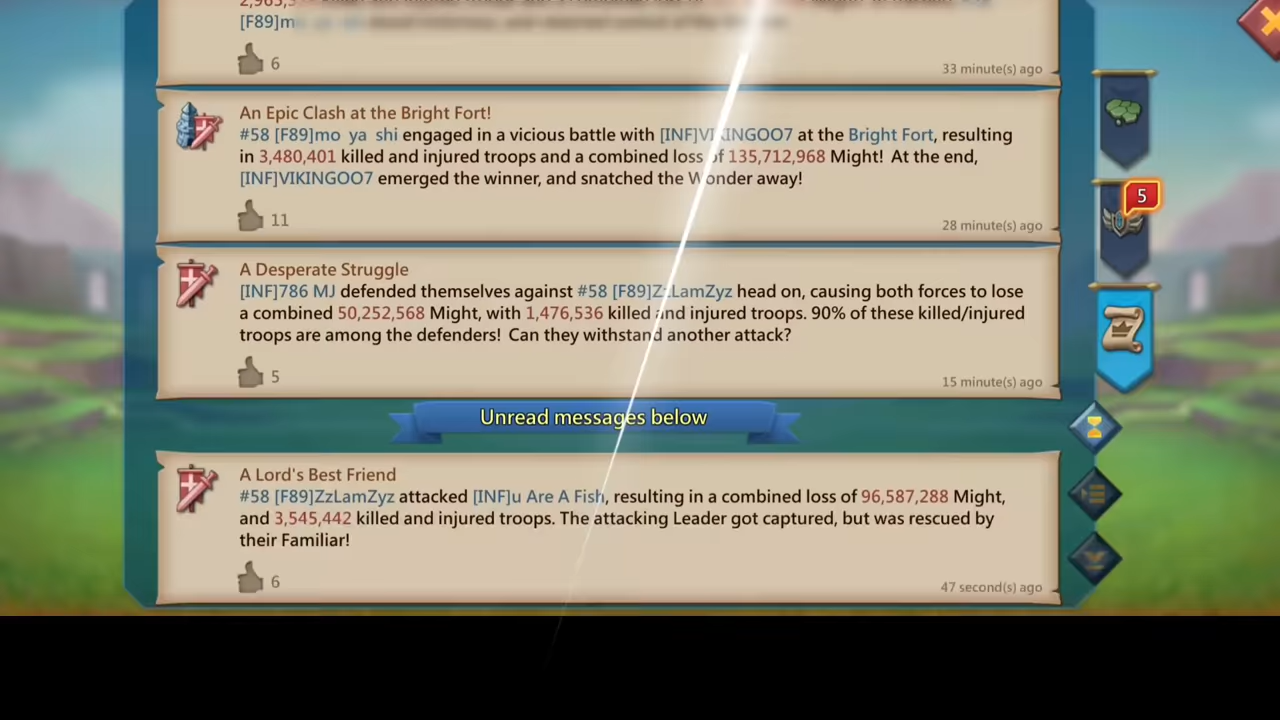 [F89]m
6
33 minute(s) ago
An Epic Clash at the Bright Fort!
#58 [F89]mo ya shi engaged in a vicious battle with [INF]VIKINGOO7 at the Bright Fort, resulting
in 3,480,401 killed and injured troops and a combined loss of 135,712,968 Might! At the end,
[INF]VIKINGOO7 emerged the winner, and snatched the Wonder away!
11
28 minute(s) ago
5
A Desperate Struggle
[INF]786 MJ defended themselves against #58 [F89]ZzLamZyz head on, causing both forces to lose
a combined 50,252,568 Might, with 1,476,536 killed and injured troops. 90% of these killed/injured
troops are among the defenders! Can they withstand another attack?
5
15 minute(s) ago
Unread messages below
A Lord's Best Friend
#58 [F89]ZzLamZyz attacked [INF]u Are A Fish, resulting in a combined loss of 96,587,288 Might,
and 3,545,442 killed and injured troops. The attacking Leader got captured, but was rescued by
their Familiar!
6
47 second(s) ago